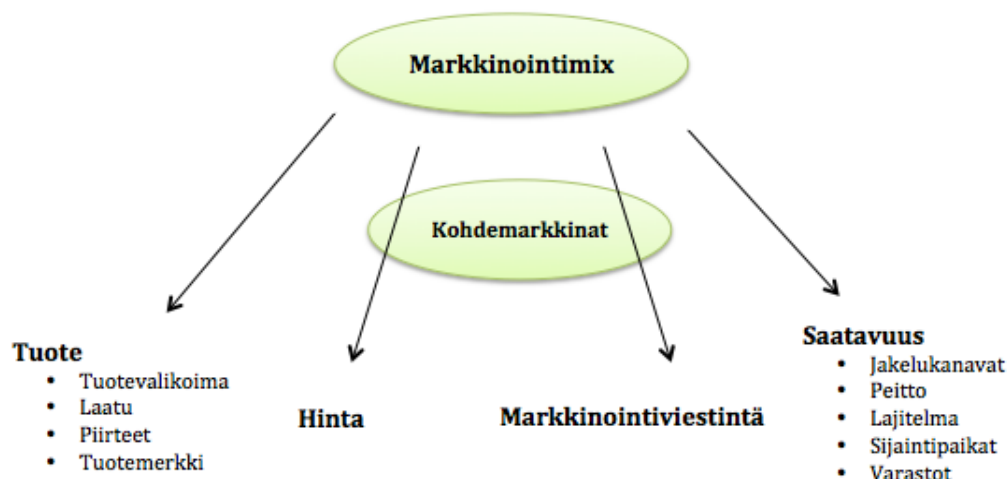 Markkinointimix
Kohdemarkkinat
Tuote
• Tuotevalikoima
• Laatu
• Piirteet
• Tuotemerkki
Hinta
Markkinointiviestintä
Saatavuus
• Jakelukanavat
• Peitto
• Lajitelma
• Sijaintipaikat
• Varastot